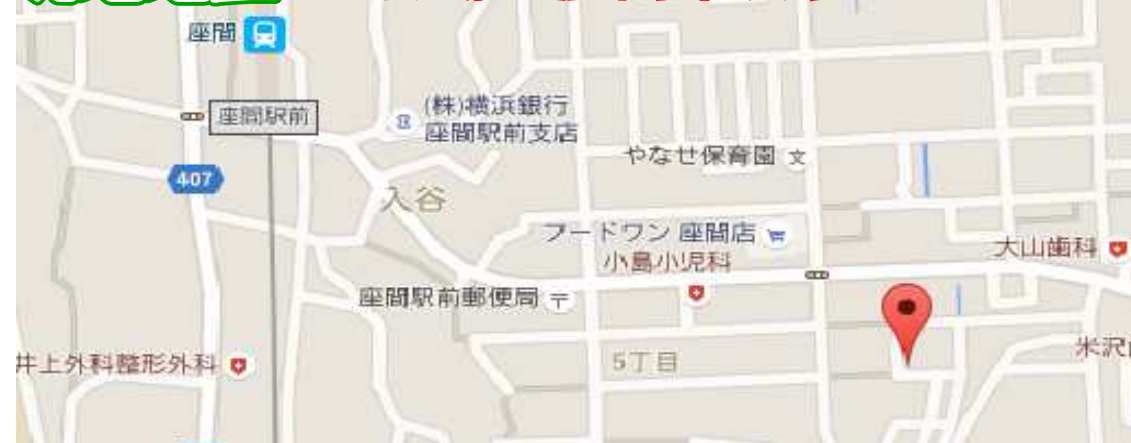 座間
座間駅前
(株)横浜銀行
座間駅前支店
やなせ保育園
407
入谷
フードワン 座間店
小島小児科
大山歯科
座間駅前郵便局
井上外科整形外科
5丁目
米沢